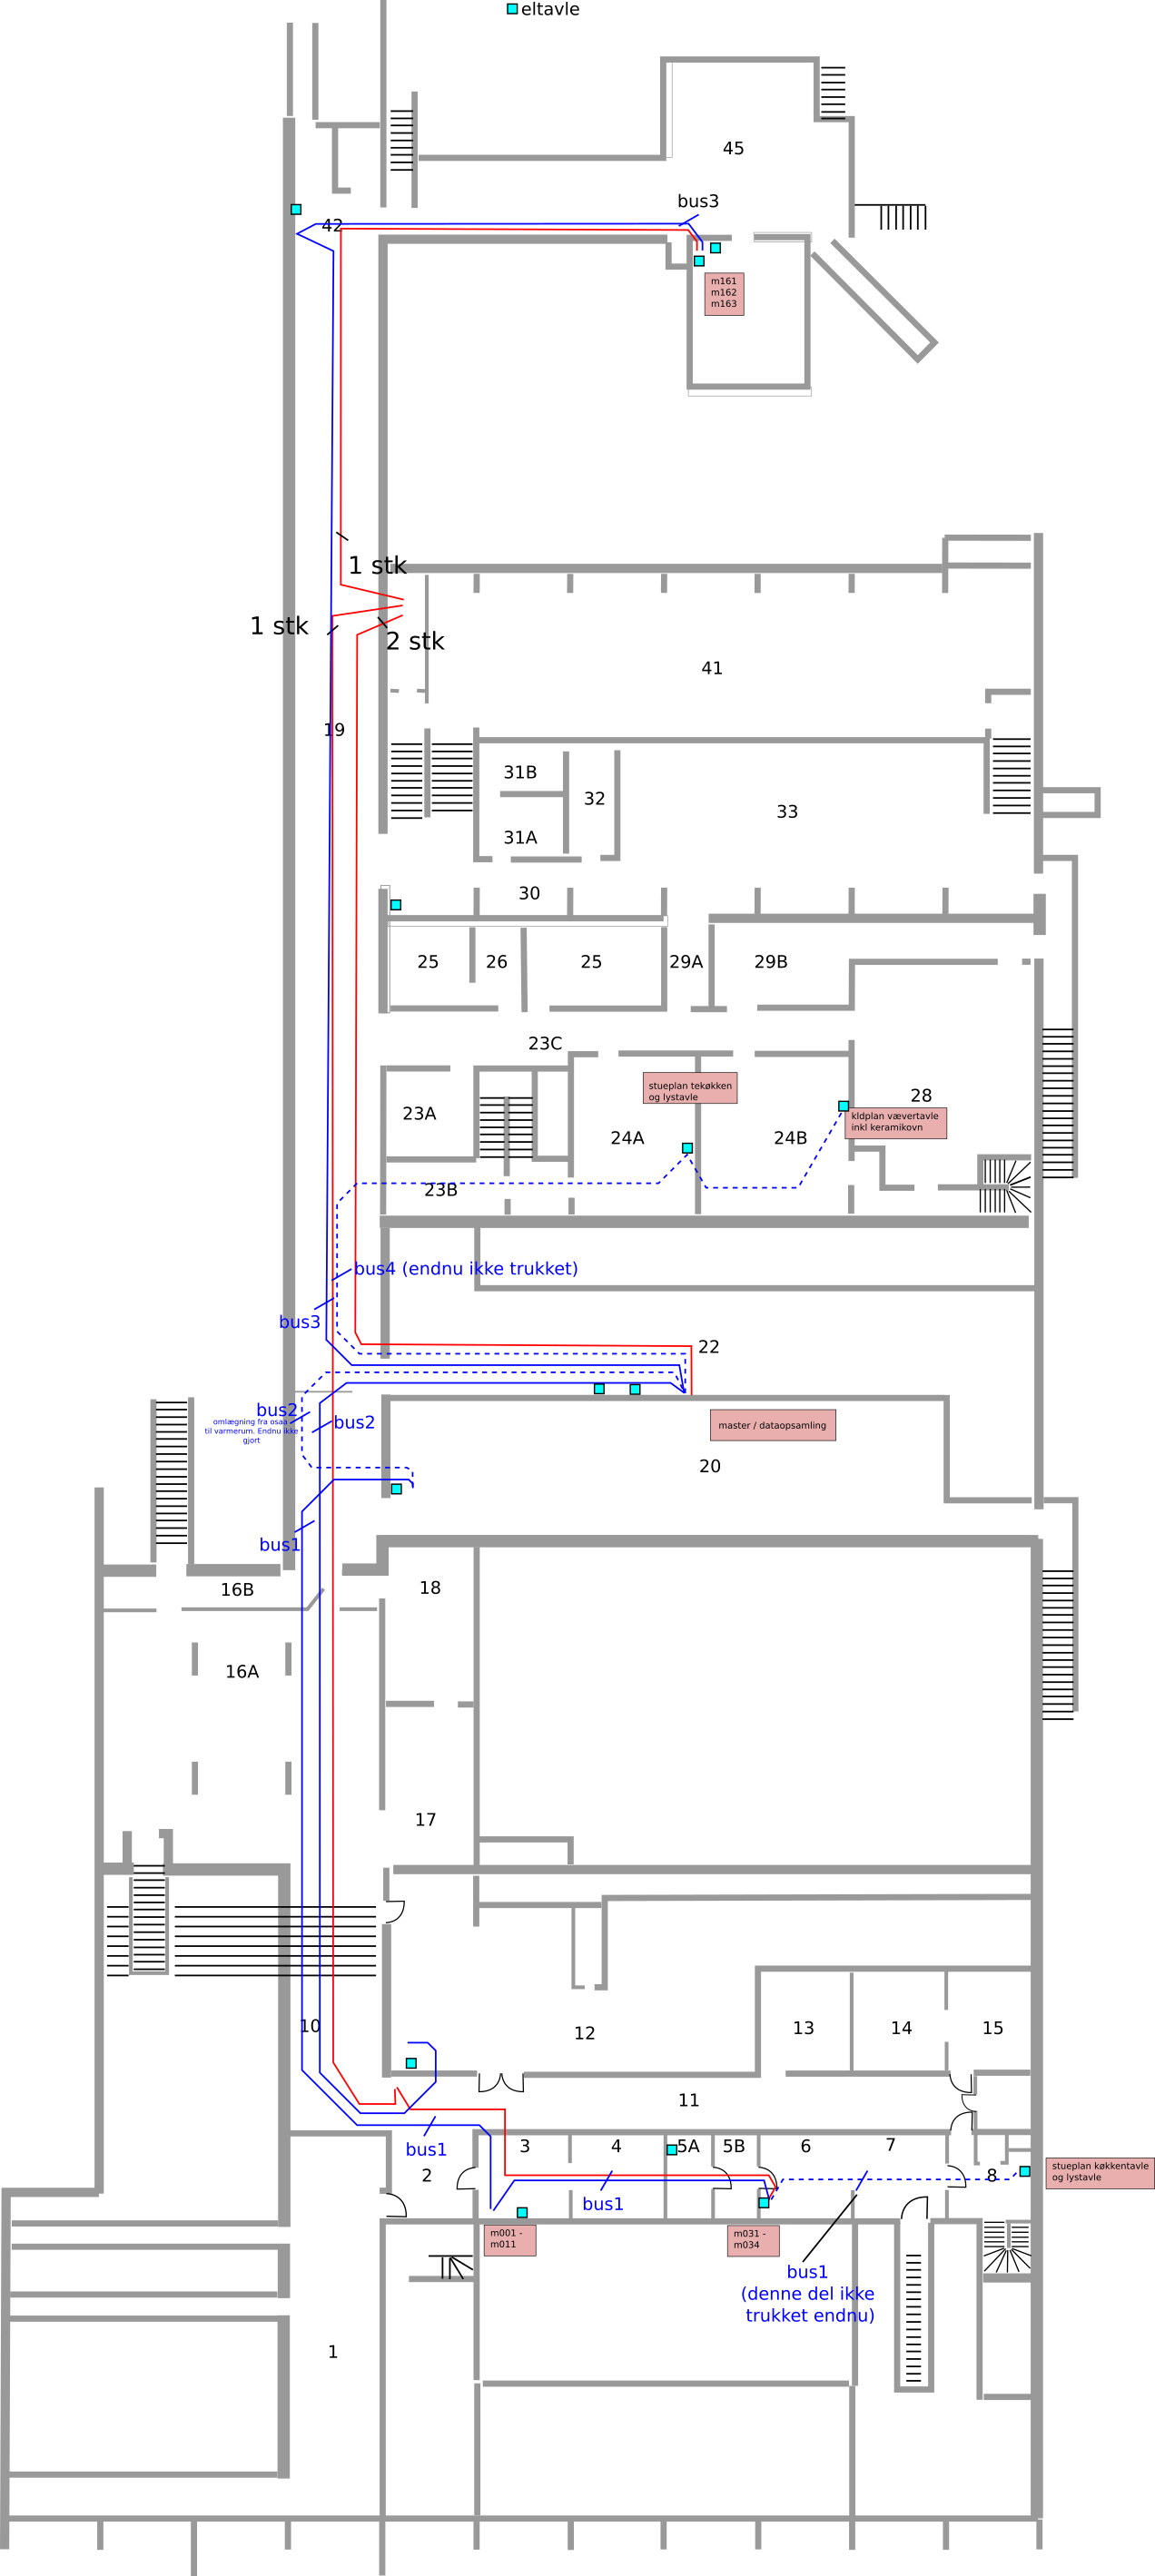 eltavle
45
bus3
42
m161
m162
m163
1 stk
1 stk
2 stk
41
19
31B
32
33
31A
30
25
26
25
29A
29B
23C
stueplan tekøkken
og lystavle
28
23A
kldplan vævertavle
inkl keramikovn
24A
24B
23B
bus4 (endnu ikke trukket)
bus3
22
bus2
omlægning fra osaa
til varmerum. Endnu ikke
gjort
bus2
master / dataopsamling
20
bus1
16B
18
16A
17
10
12
13
14
15
11
bus1
3
4
5A
5B
6
7
2
8
stueplan køkkentavle
og lystavle
bus1
m001 -
m011
m031 -
m034
bus1
(denne del ikke
trukket endnu)
1